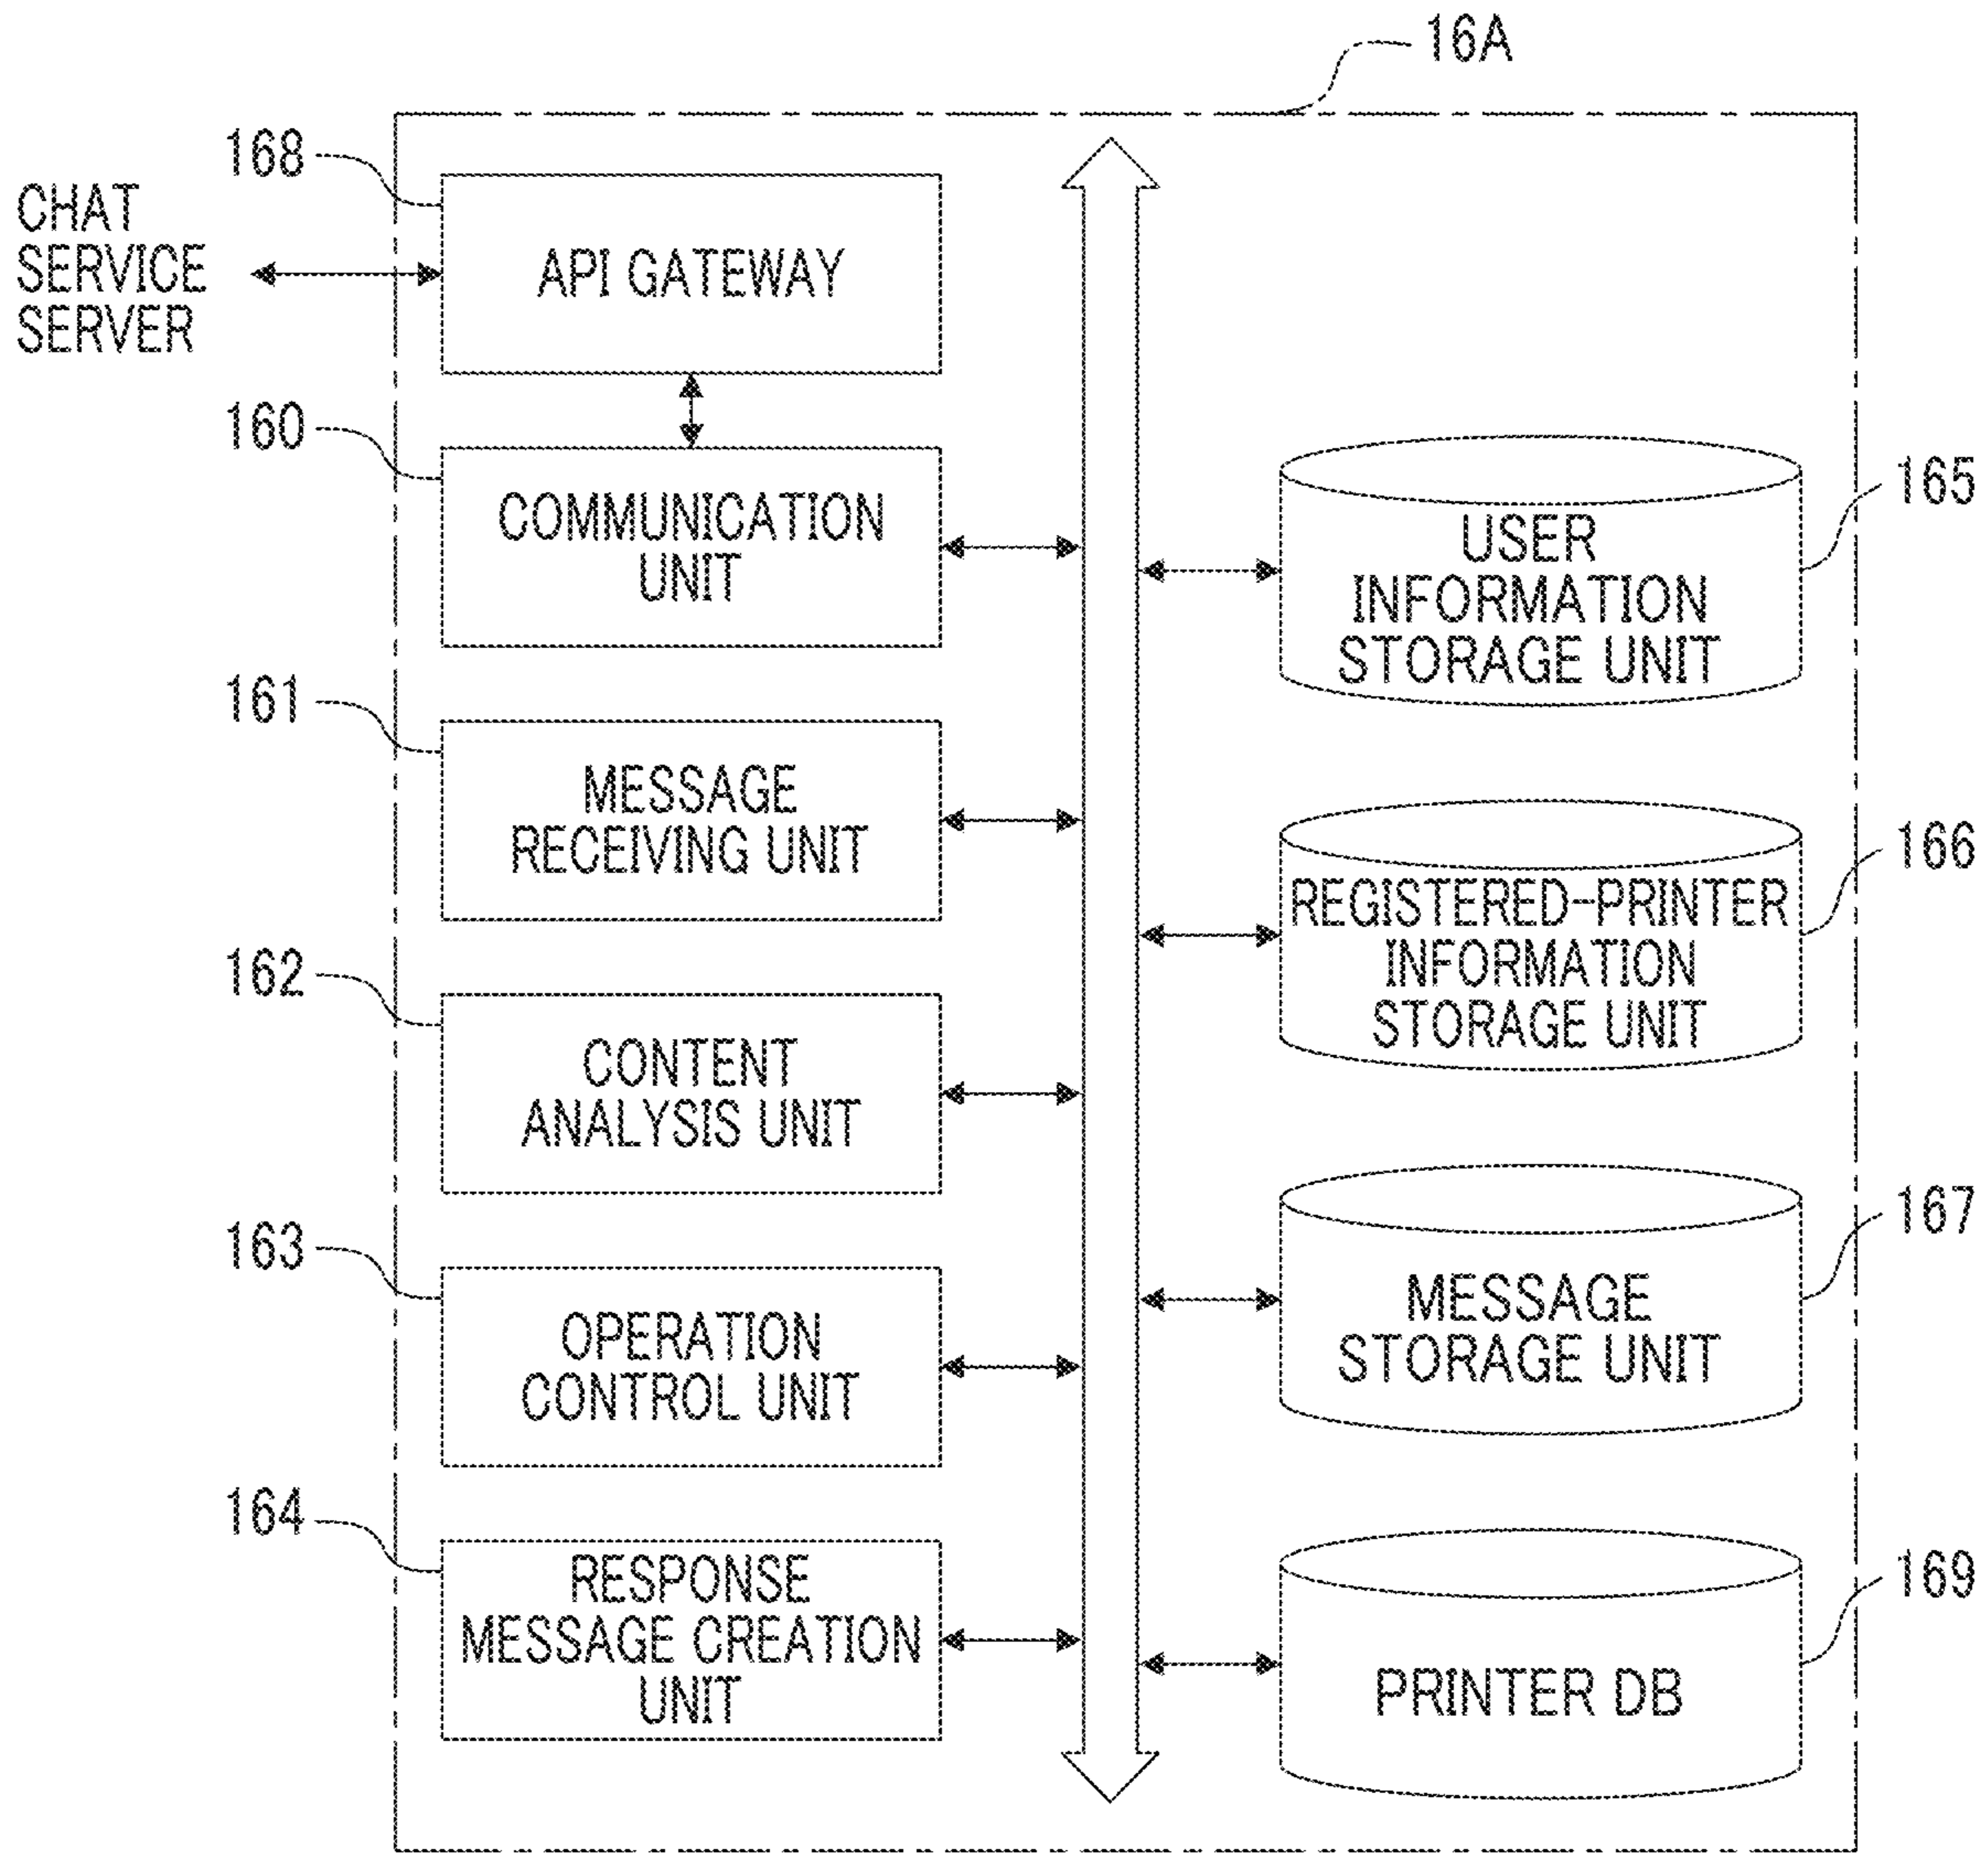 16A
168
CHAT
SERVICE
SERVER
API GATEWAY
160
COMMUNICATION
UNIT
161
MESSAGE
RECEIVING UNIT
162
CONTENT
ANALYSIS UNIT
163
OPERATION
CONTROL UNIT
164
RESPONSE
MESSAGE CREATION
UNIT
165
USER
INFORMATION
STORAGE UNIT
166
REGISTERED-PRINTER
INFORMATION
STORAGE UNIT
167
MESSAGE
STORAGE UNIT
169
PRINTER DB